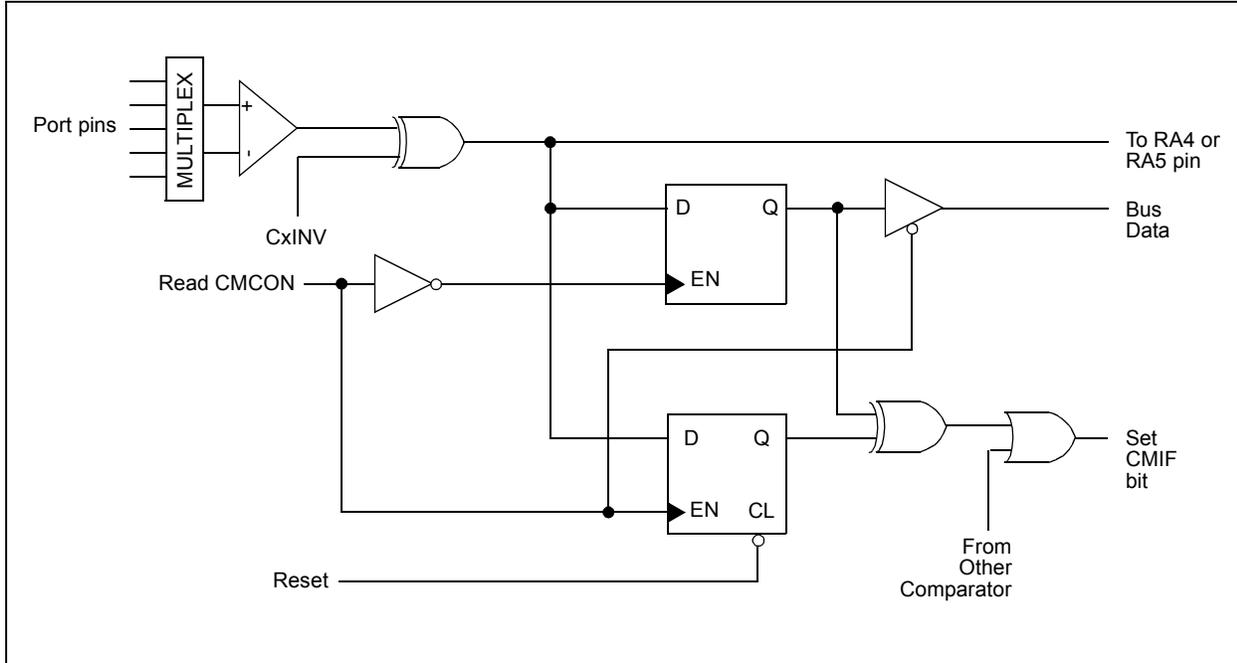 MULTIPLEX
Port pins
+
-
CxINV
To RA4 or
RA5 pin
D
Q
EN
Bus
Data
Read CMCON
D
Q
EN
CL
Set
CMIF
bit
From
Other
Comparator
Reset